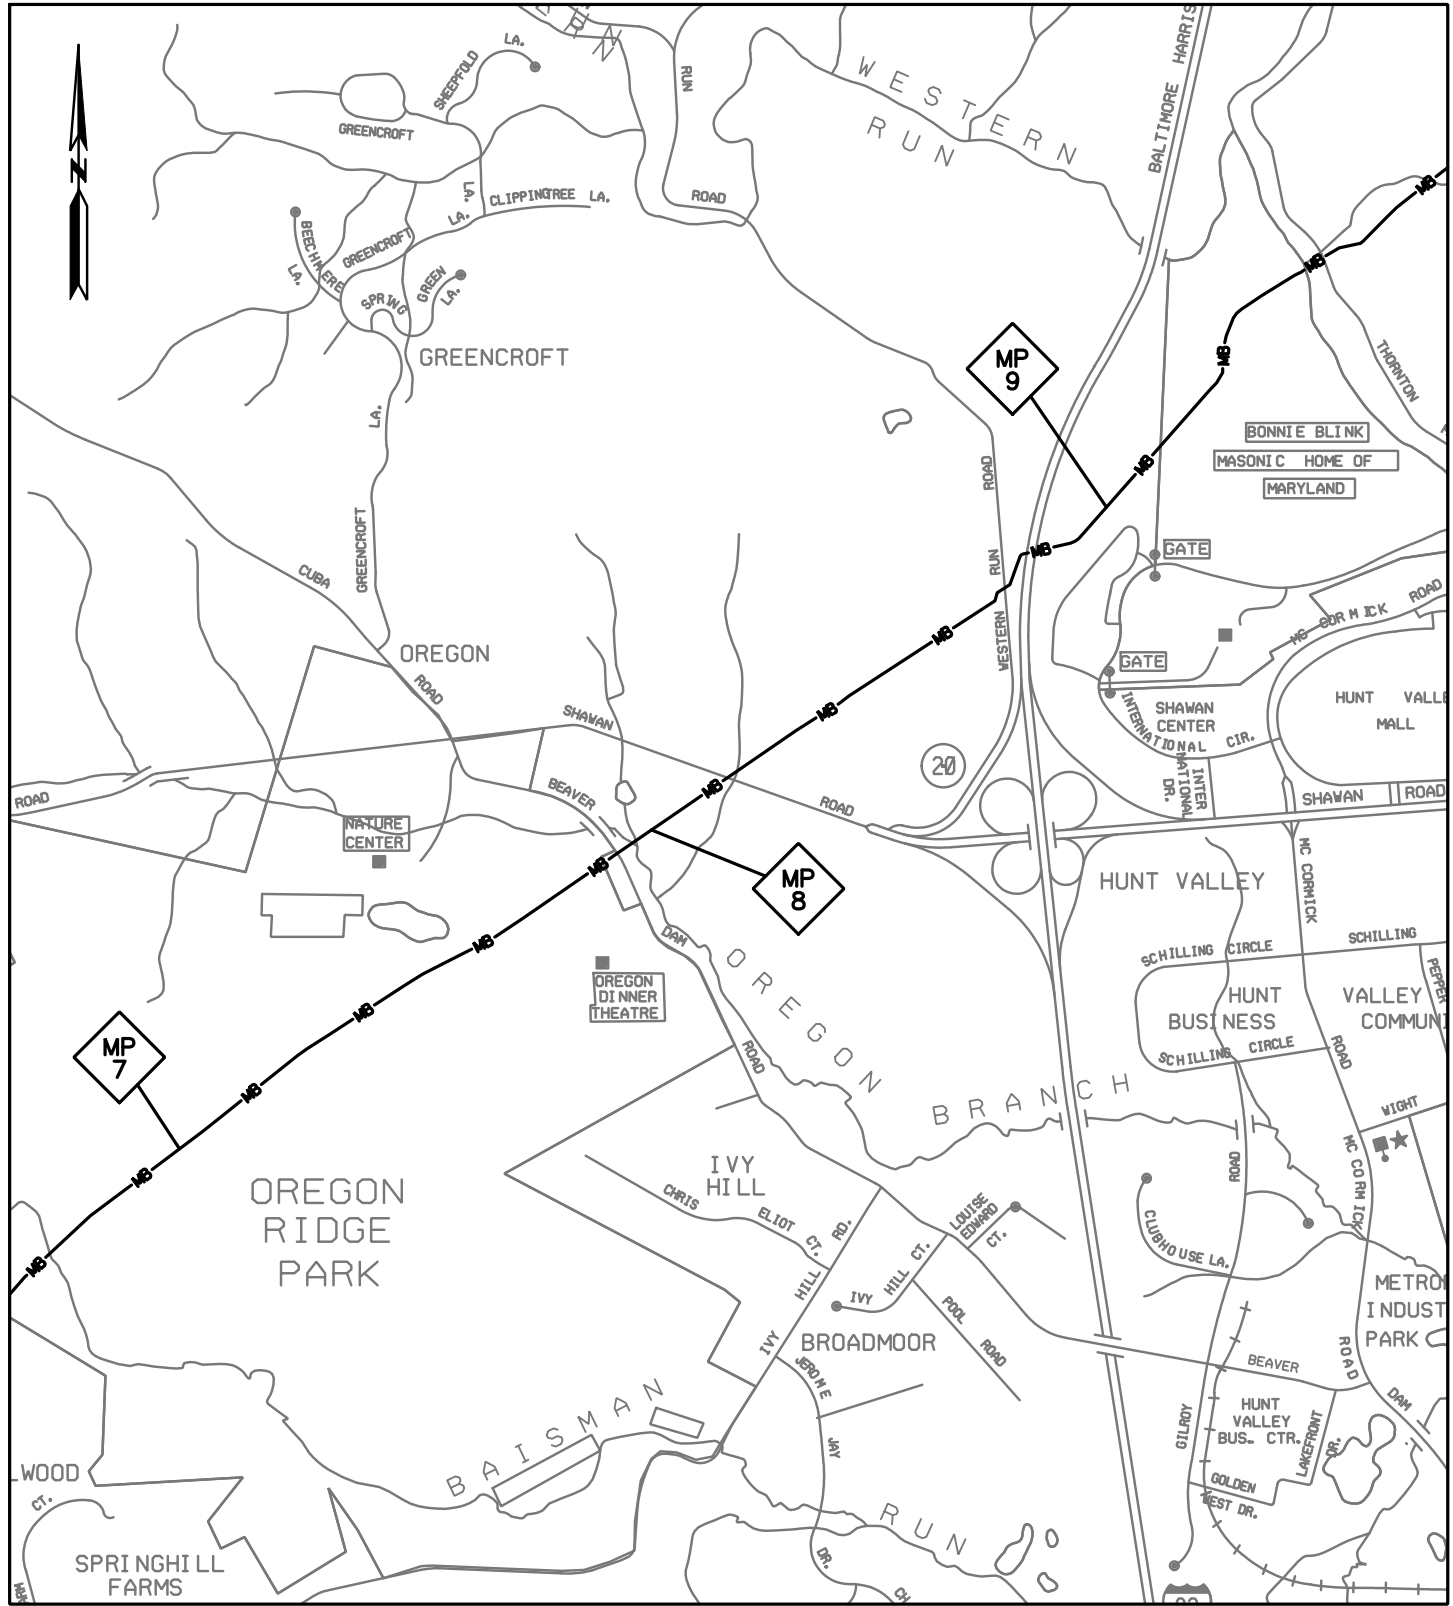 SHEEPFOLD LA.
RUN
WESTERN
RUN
BALTIMORE HARRIS
N
GREENCROFT
LA.
CLIPPINGTREE LA.
ROAD
MB
LA.
BEECHMERE
LA.
GREENCROFT
GREEN
LA.
SPRING
MB
GREENCROFT
MP
9
MB
THORNTON
LA.
BONNIE BLINK
MASONIC HOME OF
MARYLAND
ROAD
MB
GREENCROFT
CUBA
RUN
MB
GATE
MC CORMICK ROAD
WESTERN
MB
OREGON
ROAD
GATE
HUNT VALLE
MALL
SHAWAN
MB
INTERNATIONAL CIR.
SHAWAN
CENTER
20
INTER
NATIONAL
DR.
ROAD
BEAVER
MB
ROAD
SHAWAN
ROAD
NATURE
CENTER
MB
MP
8
HUNT VALLEY
MC CORMICK
DAM
MB
OREGON
SCHILLING CIRCLE
SCHILLING
PEPPER
OREGON
DINNER
THEATRE
HUNT
BUSINESS
VALLEY
COMMUNI
MB
MP
7
ROAD
SCHILLING CIRCLE
ROAD
MB
BRANCH
WIGHT
MB
OREGON
RIDGE
PARK
IVY
HILL
ROAD
MC CORMICK
CHRIS ELIOT CT.
LOUISE
EDWARD
CT.
CLUBHOUSE LA.
MB
IVY HILL RD.
IVY HILL CT.
METRO
INDUST
PARK
POOL ROAD
BROADMOOR
JEROME
JAY
DR.
BEAVER
ROAD
DAM
BAISMAN
RUN
GILROY
HUNT
VALLEY
BUS. CTR.
LAKEFRONT
DR.
GOLDEN
WEST DR.
WOOD
CT.
SPRINGHILL
FARMS
CH